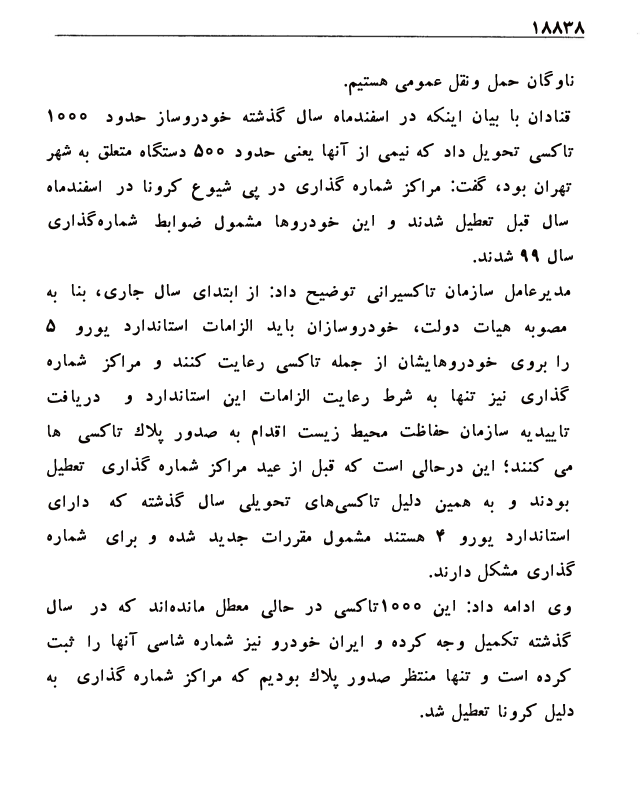 ۱۸۸۳۸
ناوگان حمل ونقل عمومی هستیم.
قنادان با بیان اینکه در اسفندماه سال گذشته خودروساز حدود ۱۰۰۰
تاکسی تحویل داد که نیمی از آنها یعنی حدود ۵۰۰ دستگاه متعلق به شهر
تهران بود، گفت: مراکز شماره گذاری در پی شیوع کرونا در اسفندماه
سال قبل تعطیل شدند و این خودروها مشمول ضوابط شماره‌گذاری
سال ۹۹ شدند.
مدیرعامل سازمان تاکسیرانی توضیح داد: از ابتدای سال جاری، بنا به
مصوبه هیات دولت، خودروسازان باید الزامات استاندارد یورو ۵
را بروی خودروهایشان از جمله تاکسی رعایت کنند و مراکز شماره
گذاری نیز تنها به شرط رعایت الزامات این استاندارد و دریافت
تاییدیه سازمان حفاظت محیط زیست اقدام به صدور پلاك تاکسی ها
می کنند؛ این درحالی است که قبل از عید مراکز شماره گذاری تعطیل
بودند و به همین دلیل تاکسی‌های تحویلی سال گذشته که دارای
استاندارد یورو ۴ هستند مشمول مقررات جدید شده و برای شماره
گذاری مشکل دارند.
وی ادامه داد: این ۱۰۰۰تاکسی در حالی معطل مانده‌اند که در سال
گذشته تکمیل وجه کرده و ایران خودرو نیز شماره شاسی آنها را ثبت
کرده است و تنها منتظر صدور پلاك بودیم که مراکز شماره گذاری به
دلیل کرونا تعطیل شد.